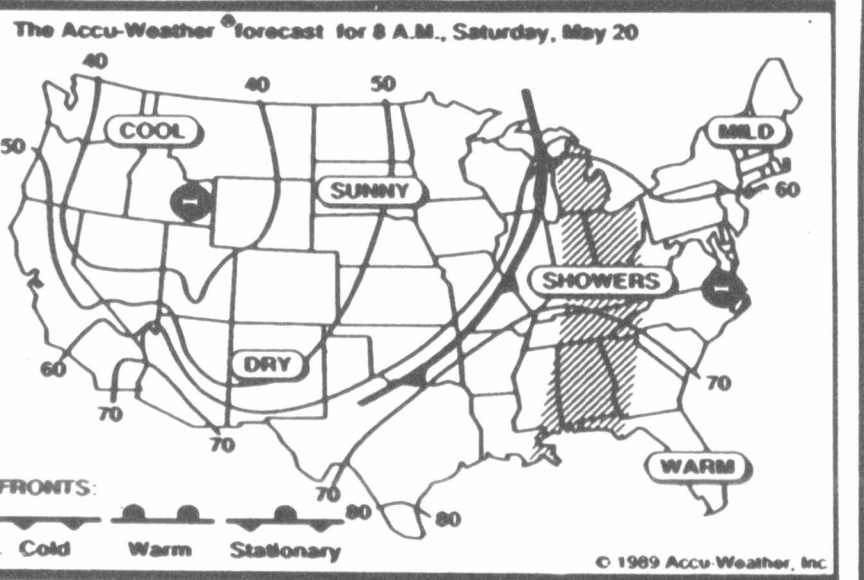 The Accu-Weather® forecast for 8 A.M., Saturday, May 20
40
40
50
COOL
MILD
50
SUNNY
60
H
SHOWERS
H
DRY
60
70
70
70
WARM
70
80
80
FRONTS:
Cold
Warm
Stationary
© 1989 Accu-Weather, Inc